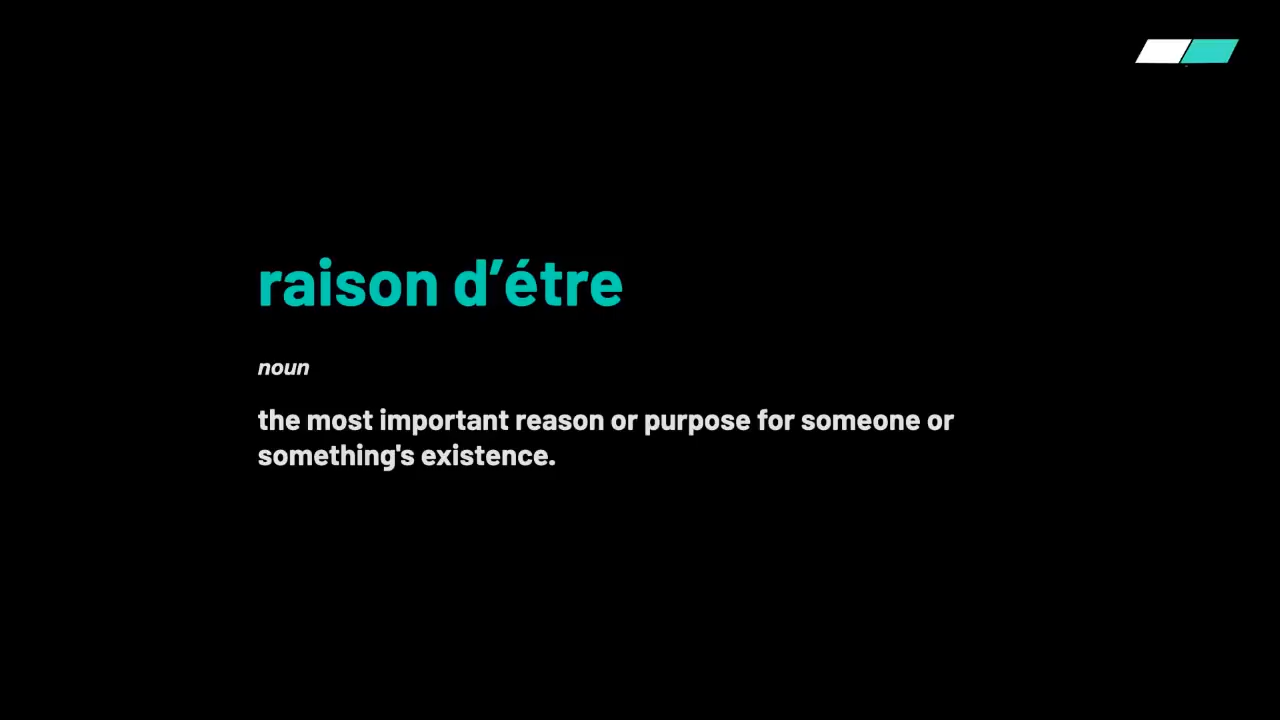 raison d’étre
noun
the most important reason or purpose for someone or
something's existence.